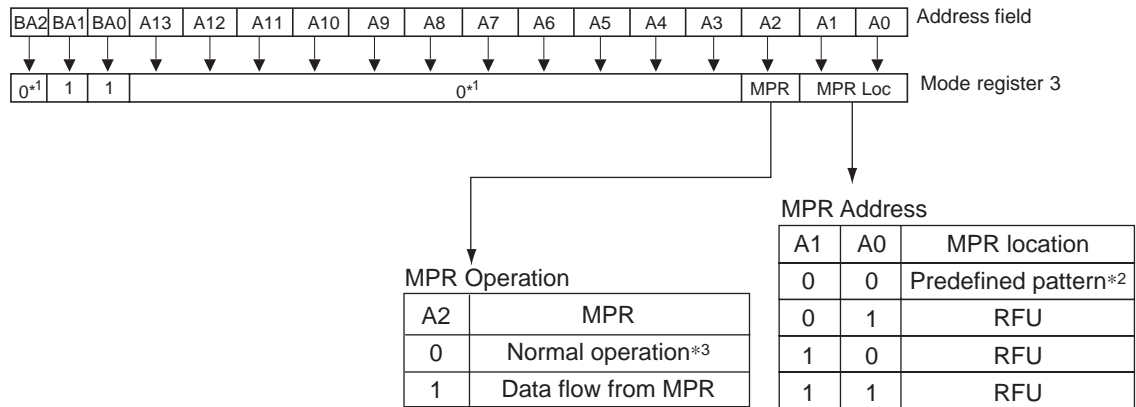 BA2 BA1 BA0 A13 A12 A11 A10 A9 A8 A7 A6 A5 A4 A3 A2 A1 A0 Address field
0*1 1 1 0*1 MPR MPR Loc Mode register 3
MPR Operation
A2 MPR
0 Normal operation*3
1 Data flow from MPR
MPR Address
A1 A0 MPR location
0 0 Predefined pattern*2
0 1 RFU
1 0 RFU
1 1 RFU